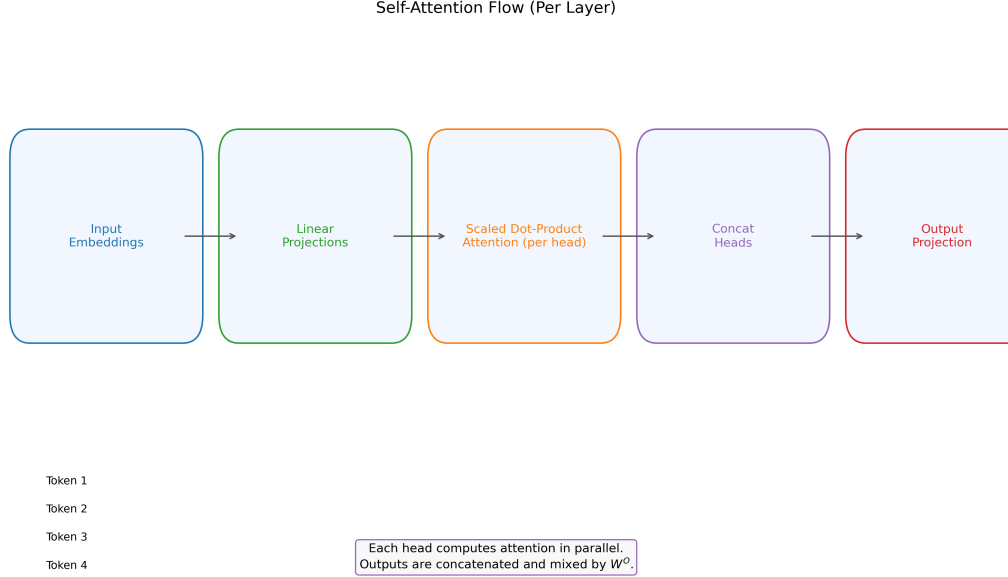 Self-Attention Flow (Per Layer)
Input
Embeddings
Linear
Projections
Scaled Dot-Product
Attention (per head)
Concat
Heads
Output
Projection
Token 1
Token 2
Token 3
Token 4
Each head computes attention in parallel.
Outputs are concatenated and mixed by $W^O$.